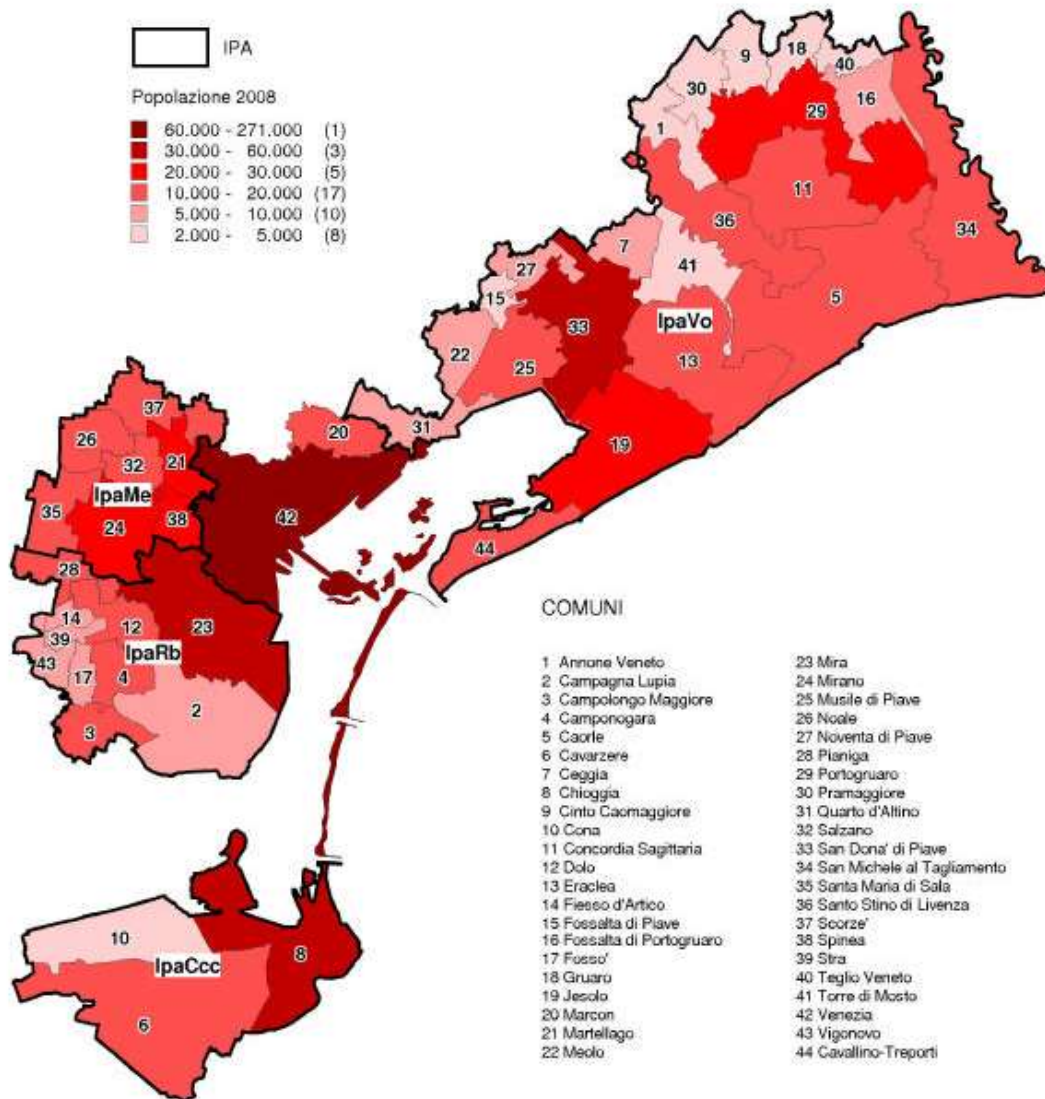 IPA
Popolazione 2008
60.000 - 271.000 (1)
30.000 - 60.000 (3)
20.000 - 30.000 (5)
10.000 - 20.000 (17)
5.000 - 10.000 (10)
2.000 - 5.000 (8)
18
9
40
30
29
16
1
11
36
34
7
27
41
5
15
33
IpaVo
22
13
25
37
20
31
26
19
32
21
IpaMe
35
42
24
38
44
28
14
12
23
39
IpaRb
43
17
4
2
3
10
8
IpaCcc
6
COMUNI
1 Annone Veneto
2 Campagna Lupia
3 Campolongo Maggiore
4 Camponogara
5 Caorle
6 Cavarzere
7 Ceggia
8 Chioggia
9 Cinto Caomaggiore
10 Cona
11 Concordia Sagittaria
12 Dolo
13 Eraclea
14 Fiesso d'Artico
15 Fossalta di Piave
16 Fossalta di Portogruaro
17 Fosso'
18 Gruaro
19 Jesolo
20 Marcon
21 Martellago
22 Meolo
23 Mira
24 Mirano
25 Musile di Piave
26 Noale
27 Noventa di Piave
28 Pianiga
29 Portogruaro
30 Pramaggiore
31 Quarto d'Altino
32 Salzano
33 San Dona' di Piave
34 San Michele al Tagliamento
35 Santa Maria di Sala
36 Santo Stino di Livenza
37 Scorze'
38 Spinea
39 Stra
40 Teglio Veneto
41 Torre di Mosto
42 Venezia
43 Vigonovo
44 Cavallino-Treporti